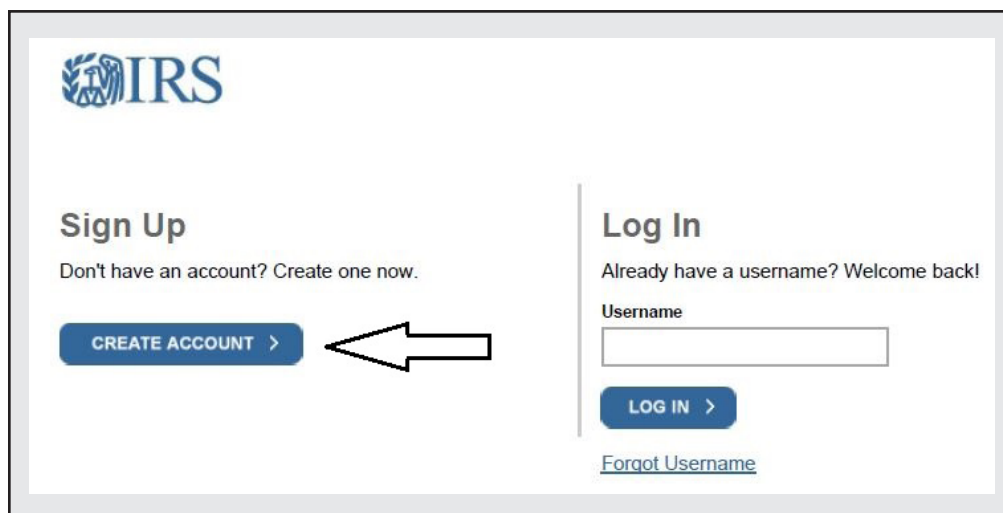 IRS
Sign Up
Don't have an account? Create one now.
CREATE ACCOUNT >
Log In
Already have a username? Welcome back!
Username
LOG IN >
Forgot Username